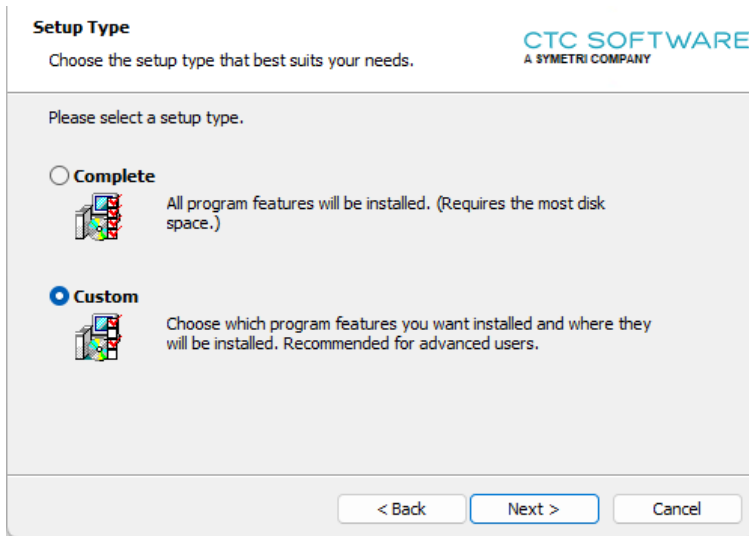 Setup Type
Choose the setup type that best suits your needs.
CTC SOFTWARE
A SYMETRI COMPANY
Please select a setup type.
Complete
All program features will be installed. (Requires the most disk
space.)
Custom
Choose which program features you want installed and where they
will be installed. Recommended for advanced users.
< Back
Next >
Cancel